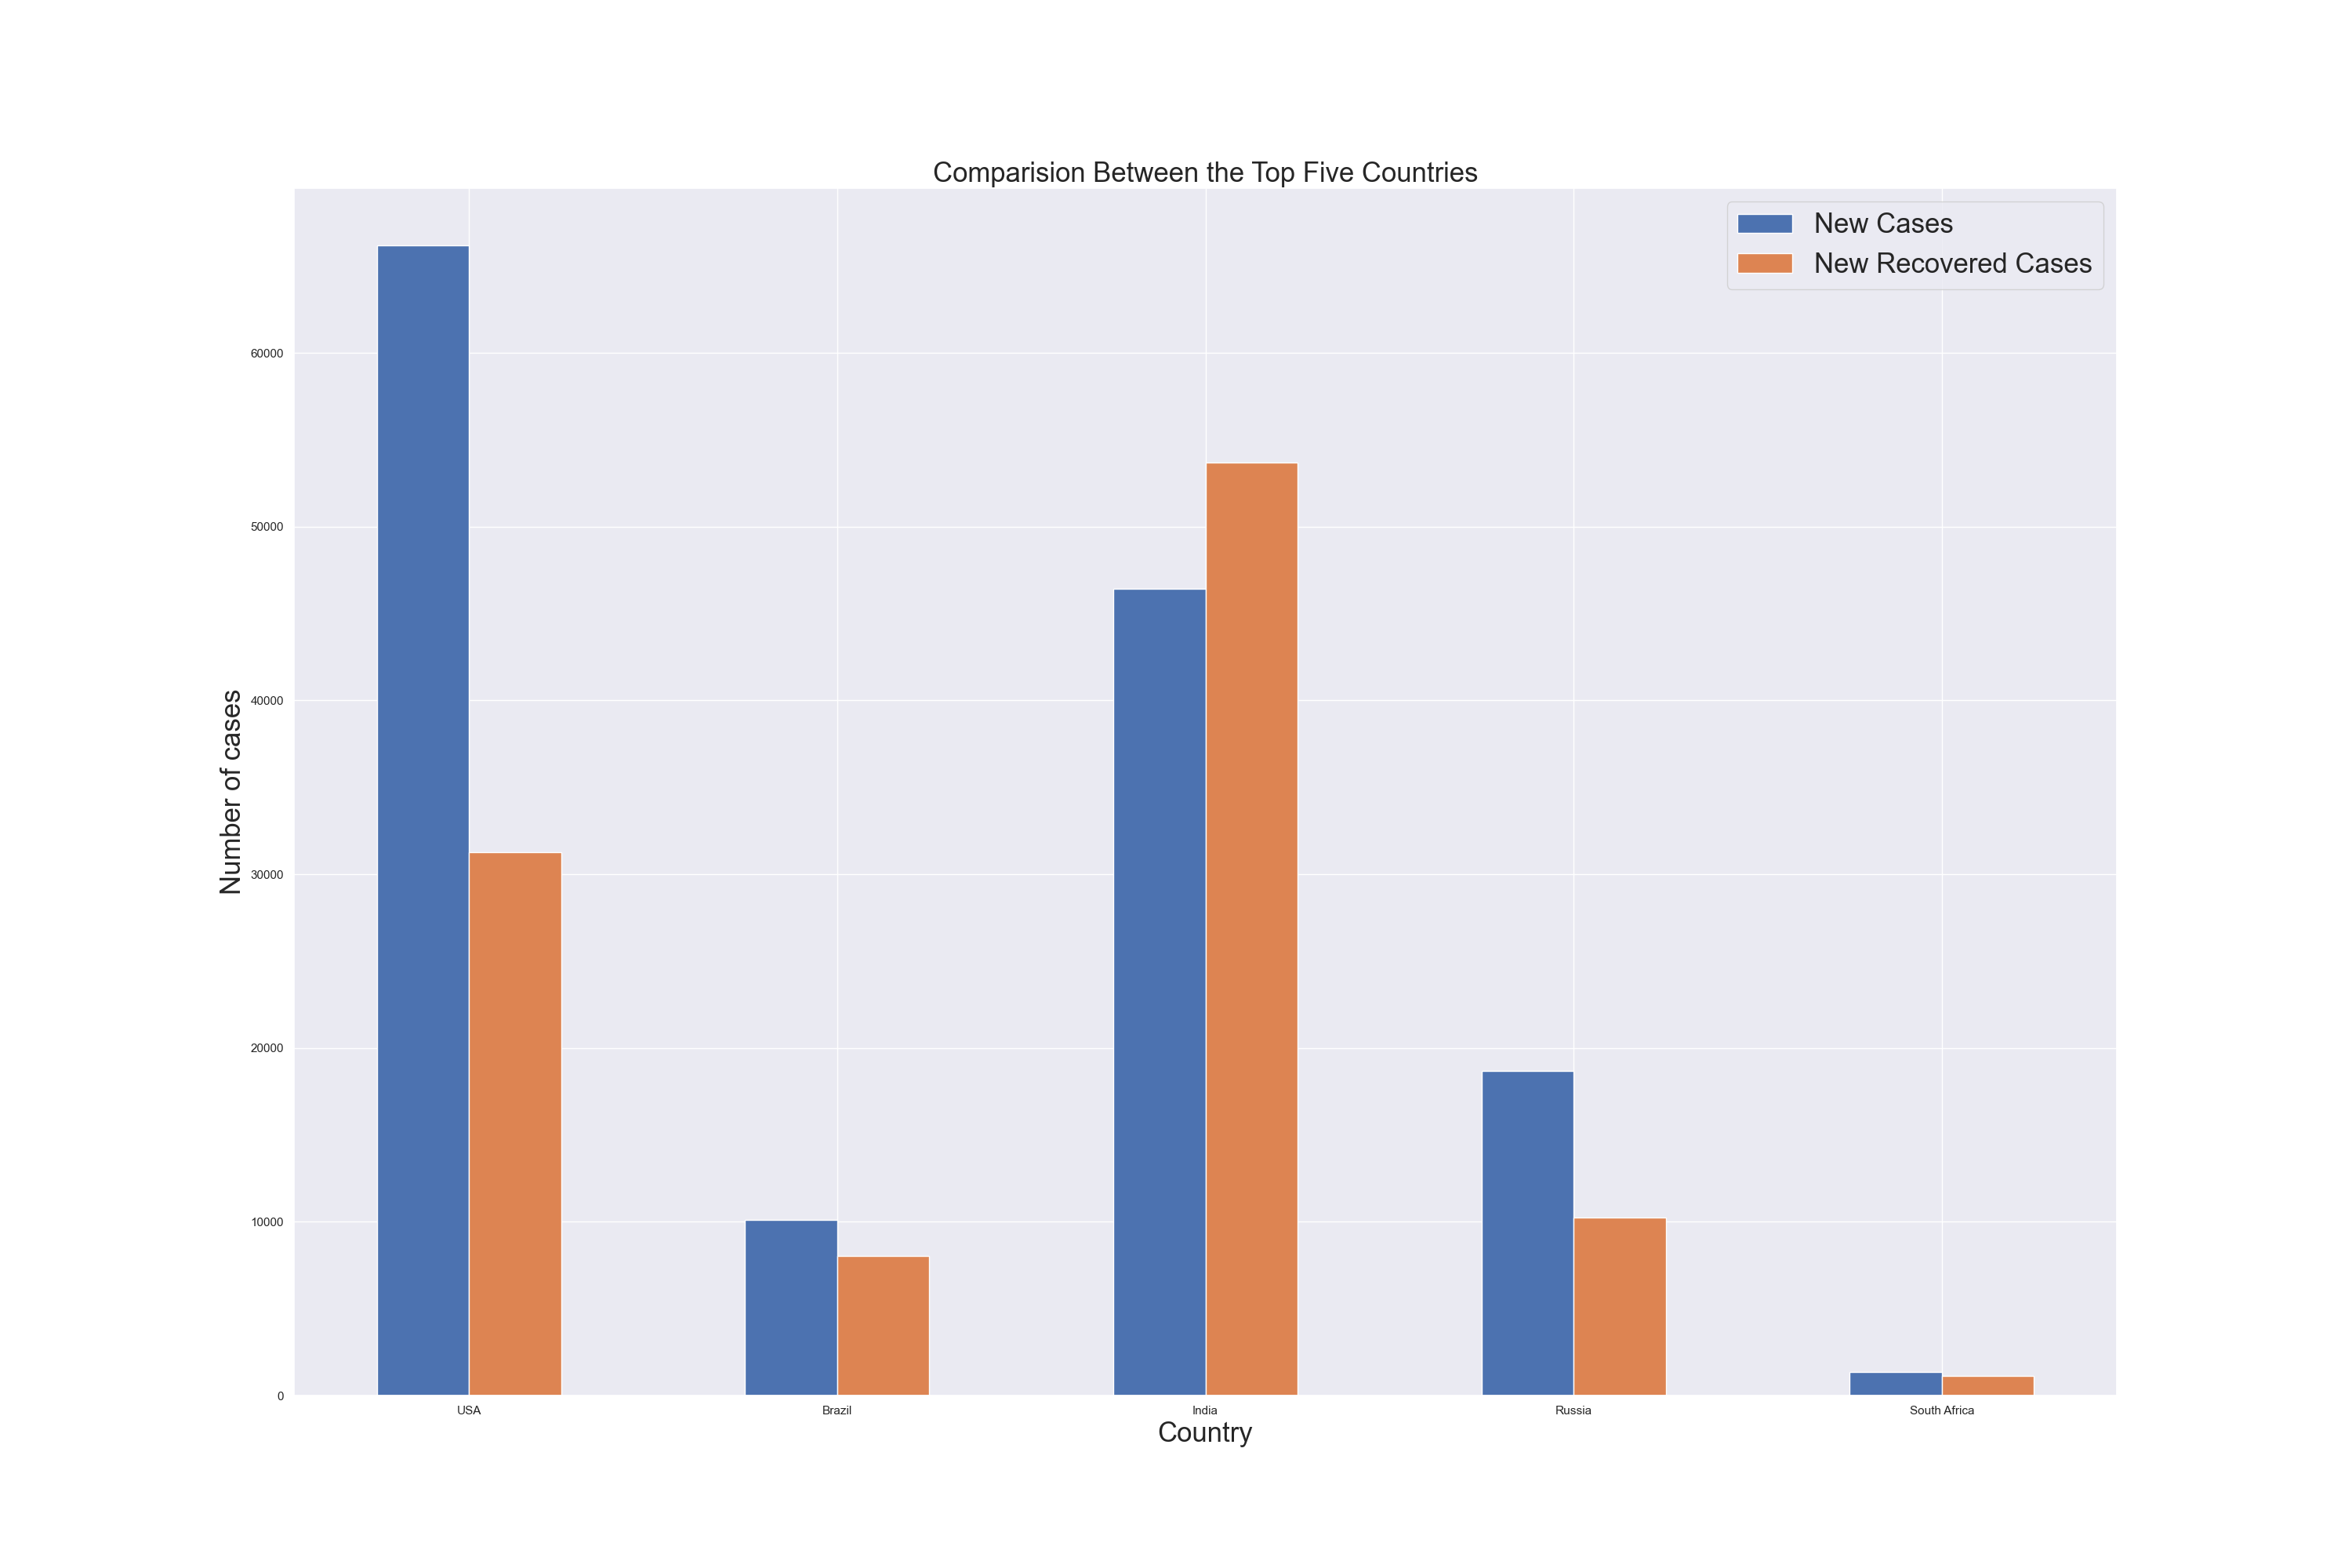 Comparision Between the Top Five Countries
New Cases
New Recovered Cases
Number of cases
60000
50000
40000
30000
20000
10000
0
USA
Brazil
India
Russia
South Africa
Country